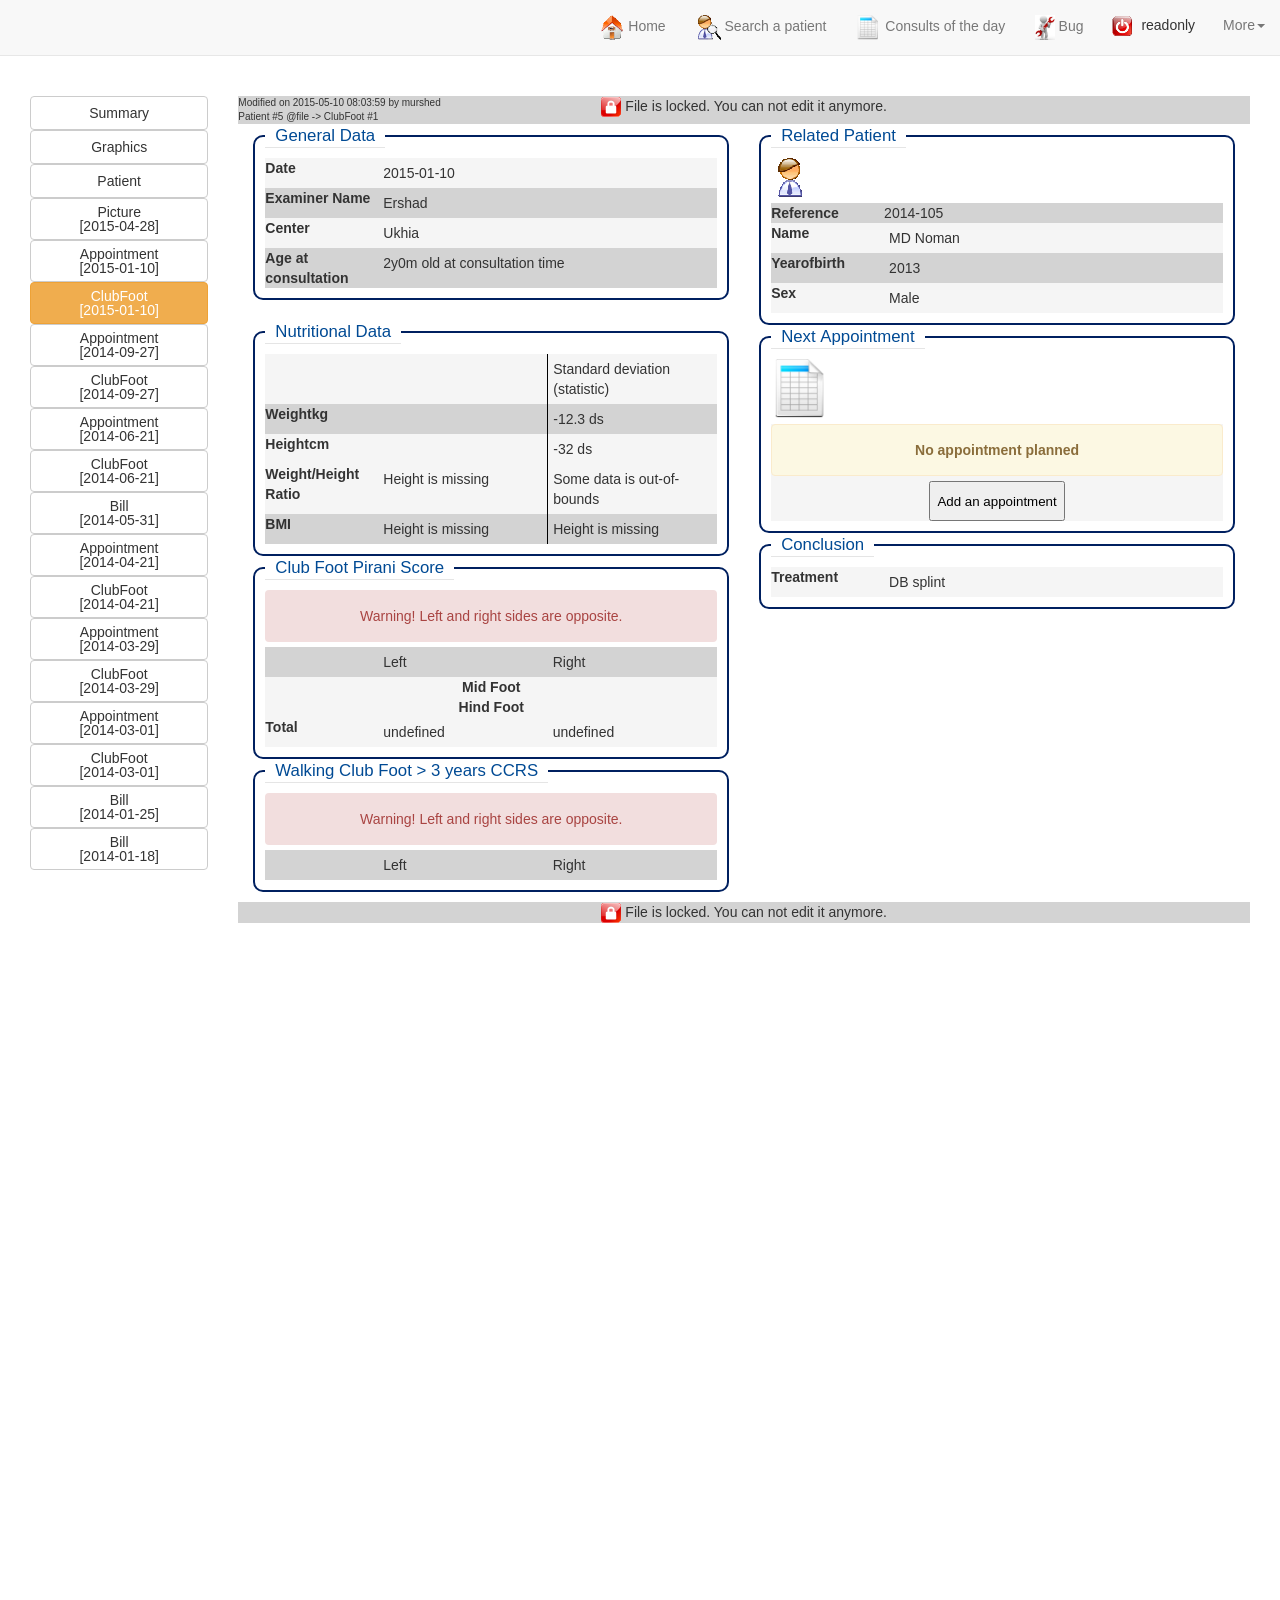 Home
Search a patient
Consults of the day
Bug
readonly
More
Summary
Graphics
Patient
Picture
[2015-04-28]
Appointment
[2015-01-10]
ClubFoot
[2015-01-10]
Appointment
[2014-09-27]
ClubFoot
[2014-09-27]
Appointment
[2014-06-21]
ClubFoot
[2014-06-21]
Bill
[2014-05-31]
Appointment
[2014-04-21]
ClubFoot
[2014-04-21]
Appointment
[2014-03-29]
ClubFoot
[2014-03-29]
Appointment
[2014-03-01]
ClubFoot
[2014-03-01]
Bill
[2014-01-25]
Bill
[2014-01-18]
Modified on 2015-05-10 08:03:59 by murshed
Patient #5 @file -> ClubFoot #1
File is locked. You can not edit it anymore.
General Data
Date 2015-01-10
Examiner Name Ershad
Center Ukhia
Age at
consultation
2y0m old at consultation time
Nutritional Data
Standard deviation
(statistic)
Weightkg -12.3 ds
Heightcm -32 ds
Weight/Height
Ratio
Height is missing
Some data is out-of-
bounds
BMI Height is missing Height is missing
Club Foot Pirani Score
Warning! Left and right sides are opposite.
Left Right
Mid Foot
Hind Foot
Total undefined undefined
Walking Club Foot > 3 years CCRS
Warning! Left and right sides are opposite.
Left Right
Related Patient
Reference 2014-105
Name MD Noman
Yearofbirth 2013
Sex Male
Next Appointment
No appointment planned
Add an appointment
Conclusion
Treatment DB splint
File is locked. You can not edit it anymore.